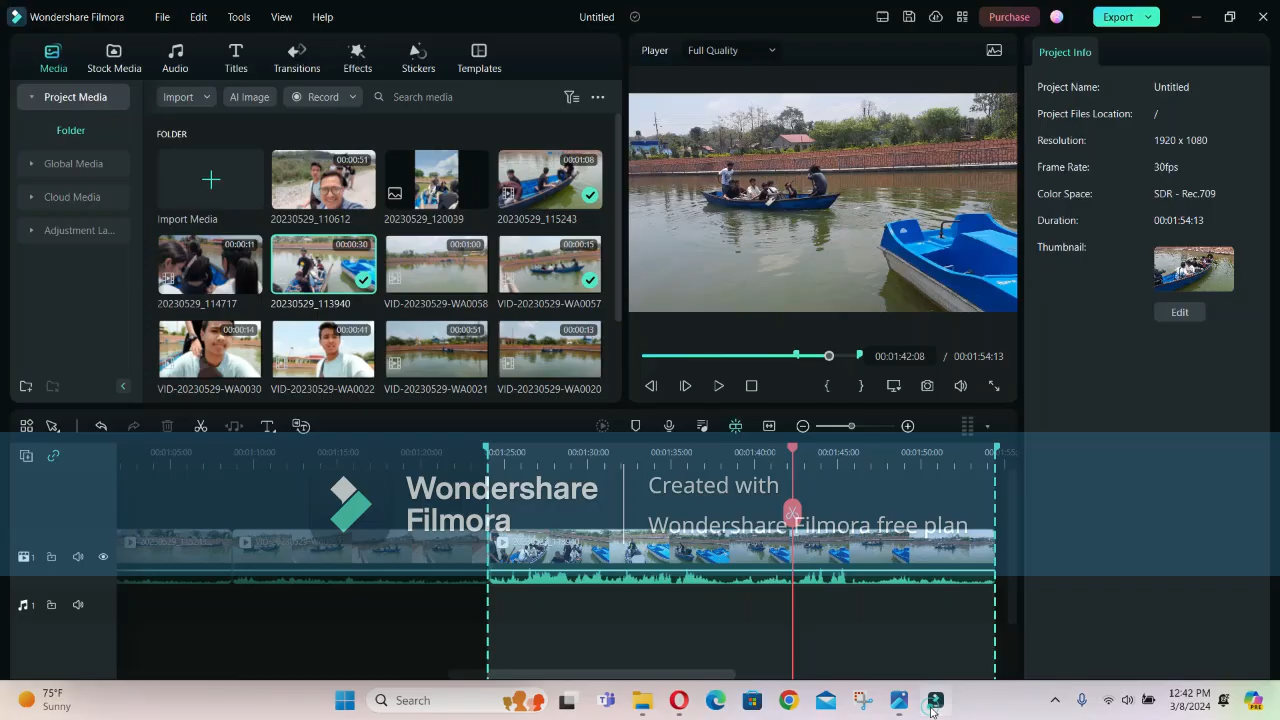 Wondershare Filmora
File
Edit
Tools
View
Help
Untitled
Purchase
Export
Media
Stock Media
Audio
Titles
Transitions
Effects
Stickers
Templates
Player
Full Quality
Project Info
Project Media
Folder
Global Media
Cloud Media
Adjustment La...
Import
AI Image
Record
Search media
FOLDER
Import Media
00:00:51
20230529_110612
20230529_120039
00:01:08
20230529_115243
00:00:11
20230529_114717
00:00:30
20230529_113940
00:01:00
VID-20230529-WA0058
00:00:15
VID-20230529-WA0057
00:00:14
VID-20230529-WA0030
00:00:41
VID-20230529-WA0022
00:00:51
VID-20230529-WA0021
00:00:13
VID-20230529-WA0020
00:01:42:08 / 00:01:54:13
Project Name: Untitled
Project Files Location: /
Resolution: 1920 x 1080
Frame Rate: 30fps
Color Space: SDR - Rec.709
Duration: 00:01:54:13
Thumbnail:
Edit
00:01:05:00 00:01:10:00 00:01:15:00 00:01:20:00 00:01:25:00 00:01:30:00 00:01:35:00 00:01:40:00 00:01:45:00 00:01:50:00 00:01:55:
Wondershare
Filmora
Created with
Wondershare Filmora free plan
1
1
75°F
Sunny
Search
12:42 PM
3/8/2024